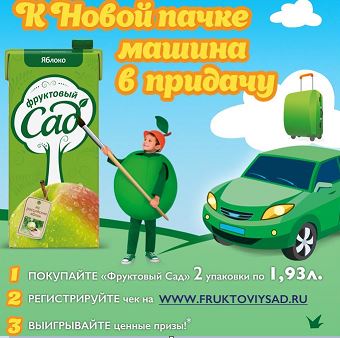 К Новой пачке
машина
в придачу
Яблоко
фруктовый
Сад
1 ПОКУПАЙТЕ «Фруктовый Сад» 2 упаковки по 1,93л.
2 РЕГИСТРИРУЙТЕ чек на WWW.FRUKTOVIYSAD.RU
3 ВЫИГРЫВАЙТЕ ценные призы!*